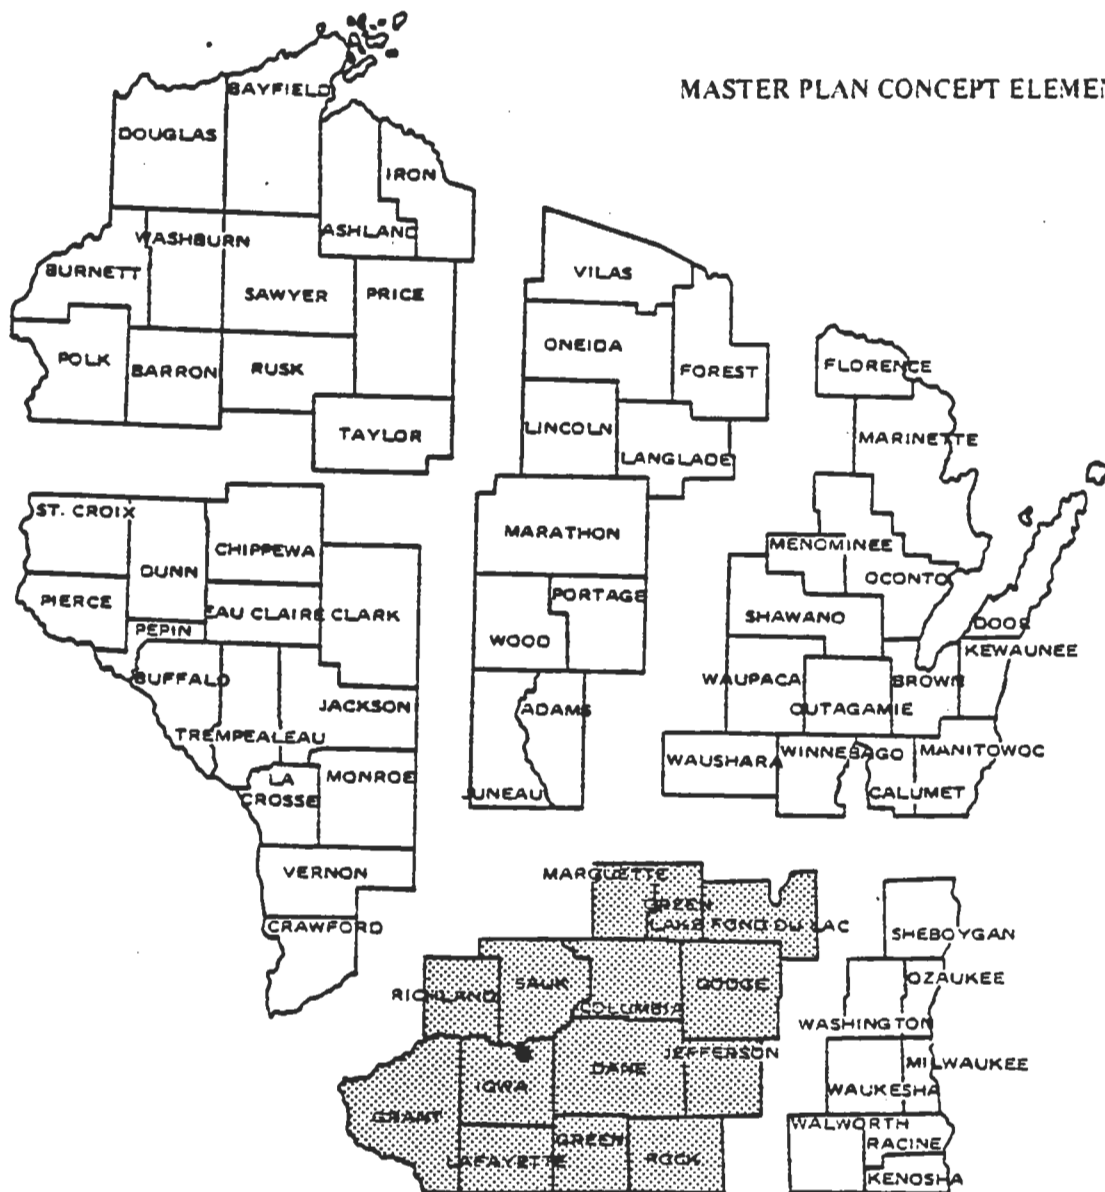 MASTER PLAN CONCEPT ELEME
BAYFIELD
DOUGLAS
IRON
ASHLAND
WASHBURN
BURNETT
SAWYER
PRICE
POLK
BARRON
RUSK
TAYLOR
VILAS
ONEIDA
FOREST
LINCOLN
LANGLADE
FLORENCE
MARINETTE
ST. CROIX
CHIPPEWA
DUNN
PIERCE
EAU CLAIRE
CLARK
PEPIN
BUFFALO
JACKSON
TREMPEALEAU
LA
CROSSE
MONROE
VERNON
CRAWFORD
MARATHON
PORTAGE
WOOD
ADAMS
JUNEAU
MENOMINEE
OCONTO
SHAWANO
DOOR
KEWAUNEE
WAUPACA
BROWN
OUTAGAMIE
WAUSHARA
WINNEBAGO
MANITOWOC
CALUMET
MARQUETTE
GREEN
LAKE
FOND DU LAC
SAUK
RICHLAND
COLUMBIA
DODGE
JEFFERSON
DANE
IOWA
GRANT
LAFAYETTE
GREEN
ROCK
SHEBOYGAN
OZAUKEE
WASHINGTON
MILWAUKEE
WAUKESHA
WALWORTH
RACINE
KENOSHA